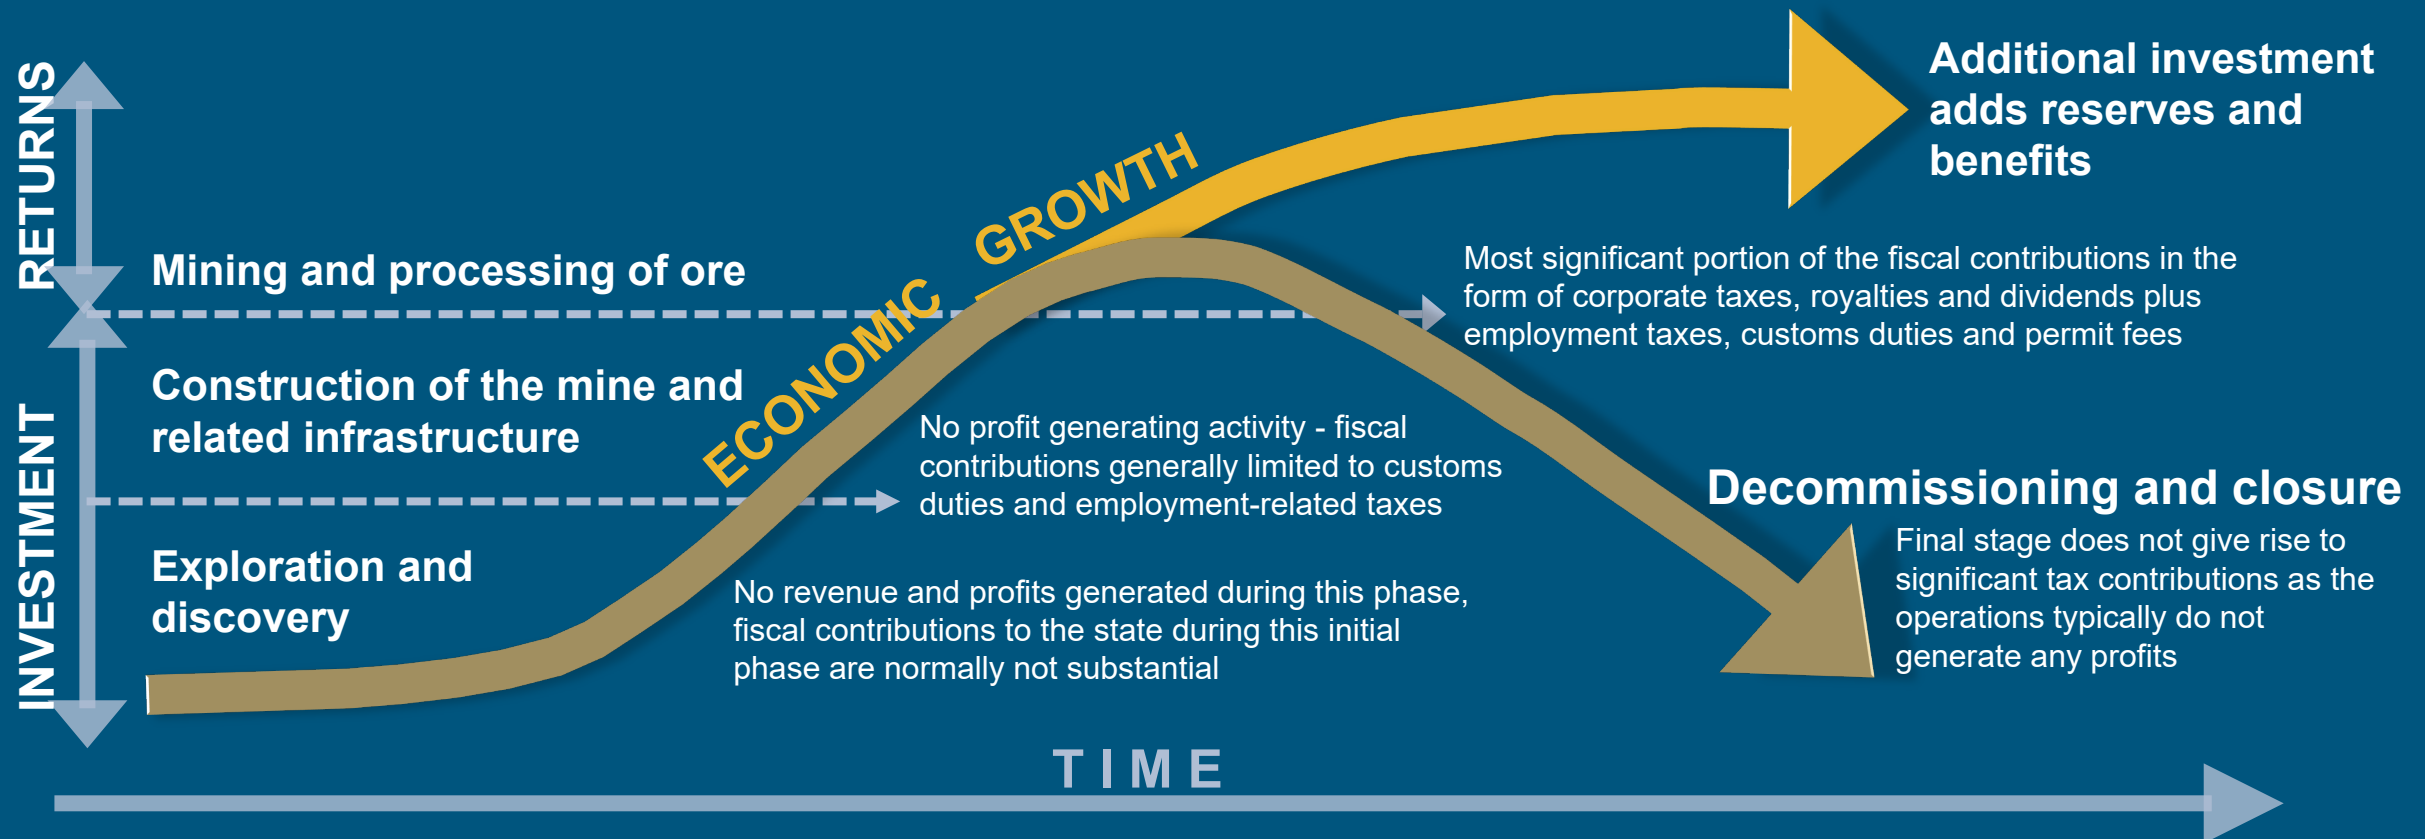 RETURNS
INVESTMENT
Mining and processing of ore
Construction of the mine and
related infrastructure
Exploration and
discovery
ECONOMIC GROWTH
Additional investment
adds reserves and
benefits
Most significant portion of the fiscal contributions in the
form of corporate taxes, royalties and dividends plus
employment taxes, customs duties and permit fees
No profit generating activity - fiscal
contributions generally limited to customs
duties and employment-related taxes
No revenue and profits generated during this phase,
fiscal contributions to the state during this initial
phase are normally not substantial
Decommissioning and closure
Final stage does not give rise to
significant tax contributions as the
operations typically do not
generate any profits
TIME